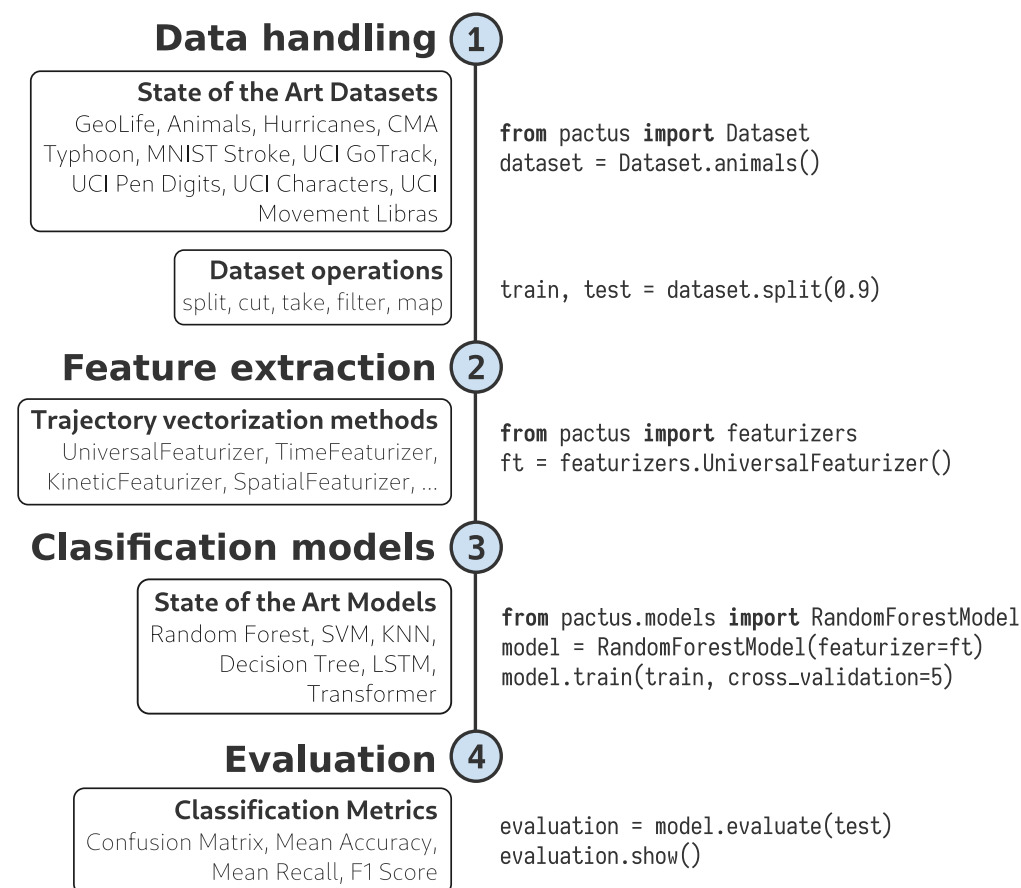 Data handling 1
State of the Art Datasets
GeoLife, Animals, Hurricanes, CMA
Typhoon, MNIST Stroke, UCI GoTrack,
UCI Pen Digits, UCI Characters, UCI
Movement Libras
from pactus import Dataset
dataset = Dataset.animals()
Dataset operations
split, cut, take, filter, map
train, test = dataset.split(0.9)
Feature extraction 2
Trajectory vectorization methods
UniversalFeaturizer, TimeFeaturizer,
KineticFeaturizer, SpatialFeaturizer, ...
from pactus import featurizers
ft = featurizers.UniversalFeaturizer()
Clasification models 3
State of the Art Models
Random Forest, SVM, KNN,
Decision Tree, LSTM,
Transformer
from pactus.models import RandomForestModel
model = RandomForestModel(featurizer=ft)
model.train(train, cross_validation=5)
Evaluation 4
Classification Metrics
Confusion Matrix, Mean Accuracy,
Mean Recall, F1 Score
evaluation = model.evaluate(test)
evaluation.show()